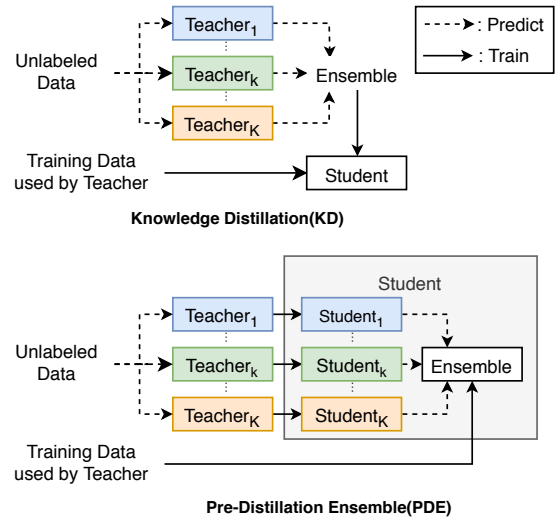 Teacher1
: Predict
: Train
Unlabeled
Data
Teacherk
Ensemble
TeacherK
Training Data
used by Teacher
Student
Knowledge Distillation(KD)
Student
Teacher1
Student1
Unlabeled
Data
Teacherk
Studentk
Ensemble
TeacherK
StudentK
Training Data
used by Teacher
Pre-Distillation Ensemble(PDE)